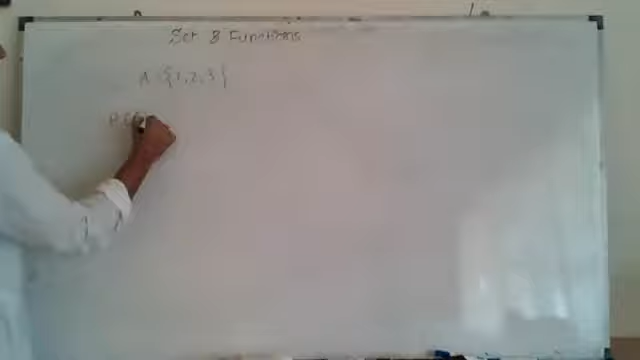 Set & Functions
A {1,2,3}
P(